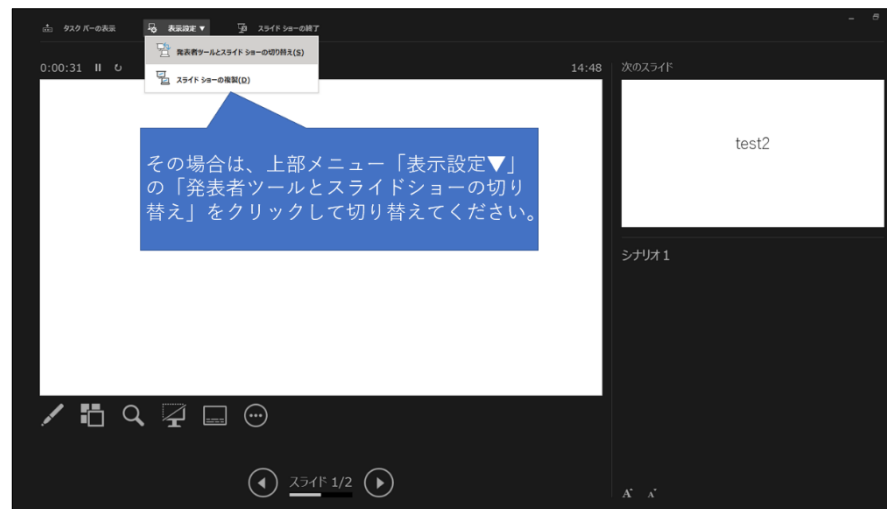 タスク バーの表示
表示設定 ▼
スライド ショーの終了
発表者ツールとスライド ショーの切り替え(S)
スライド ショーの複製(D)
0:00:31
14:48
次のスライド
その場合は、上部メニュー「表示設定▼」
の「発表者ツールとスライドショーの切り
替え」をクリックして切り替えてください。
test2
シナリオ 1
スライド 1/2
A A